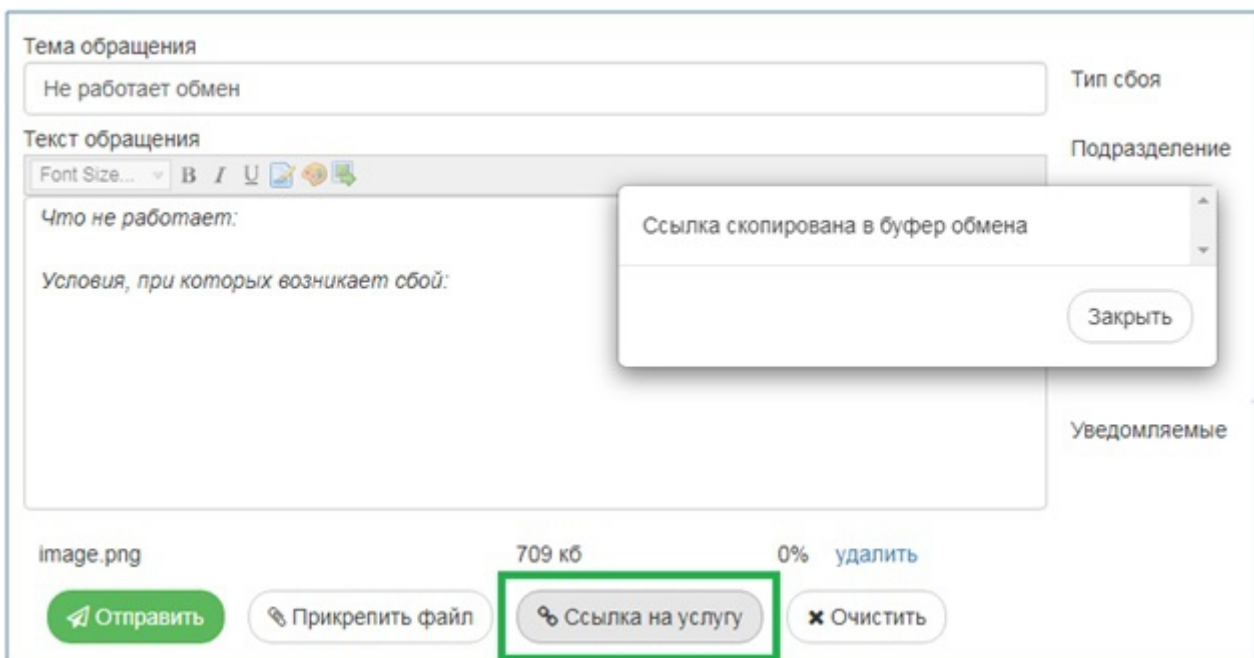 Тема обращения
Не работает обмен
Тип сбоя
Текст обращения
Подразделение
Font Size... B I U
Что не работает:
Ссылка скопирована в буфер обмена
Условия, при которых возникает сбой:
Закрыть
Уведомляемые
image.png 709 кб 0% удалить
Отправить Прикрепить файл Ссылка на услугу Очистить